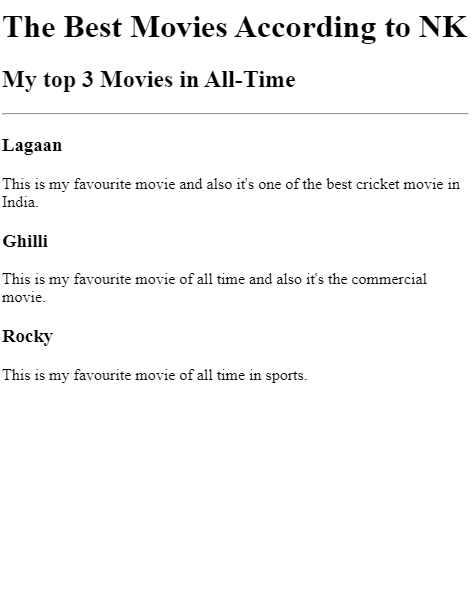 The Best Movies According to NK
My top 3 Movies in All-Time
Lagaan
This is my favourite movie and also it's one of the best cricket movie in
India.
Ghilli
This is my favourite movie of all time and also it's the commercial
movie.
Rocky
This is my favourite movie of all time in sports.